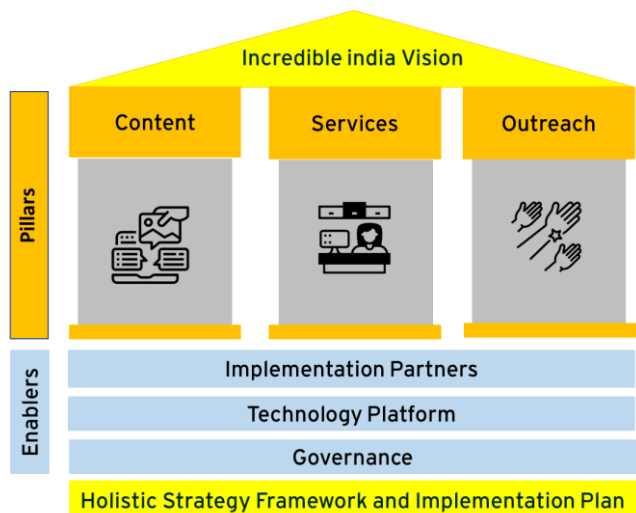 Incredible india Vision
Content
Services
Outreach
Pillars
Enablers
Implementation Partners
Technology Platform
Governance
Holistic Strategy Framework and Implementation Plan